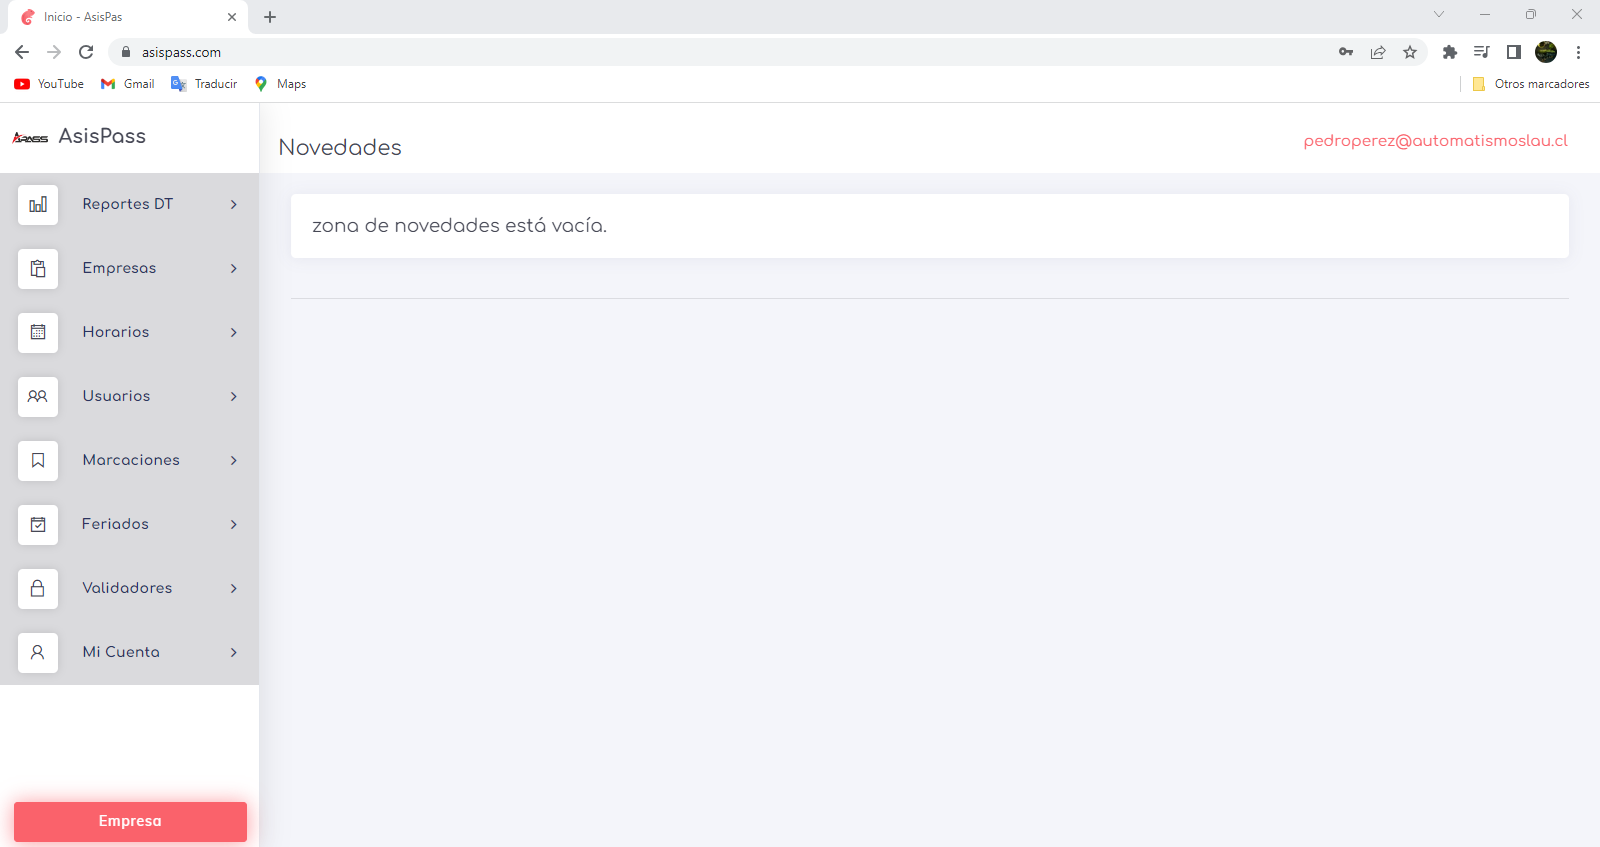 Inicio - AsisPas
asispass.com
YouTube
Gmail
Traducir
Maps
Otros marcadores
APASS AsisPass
Novedades
pedroperez@automatismoslau.cl
Reportes DT
zona de novedades está vacía.
Empresas
Horarios
Usuarios
Marcaciones
Feriados
Validadores
Mi Cuenta
Empresa